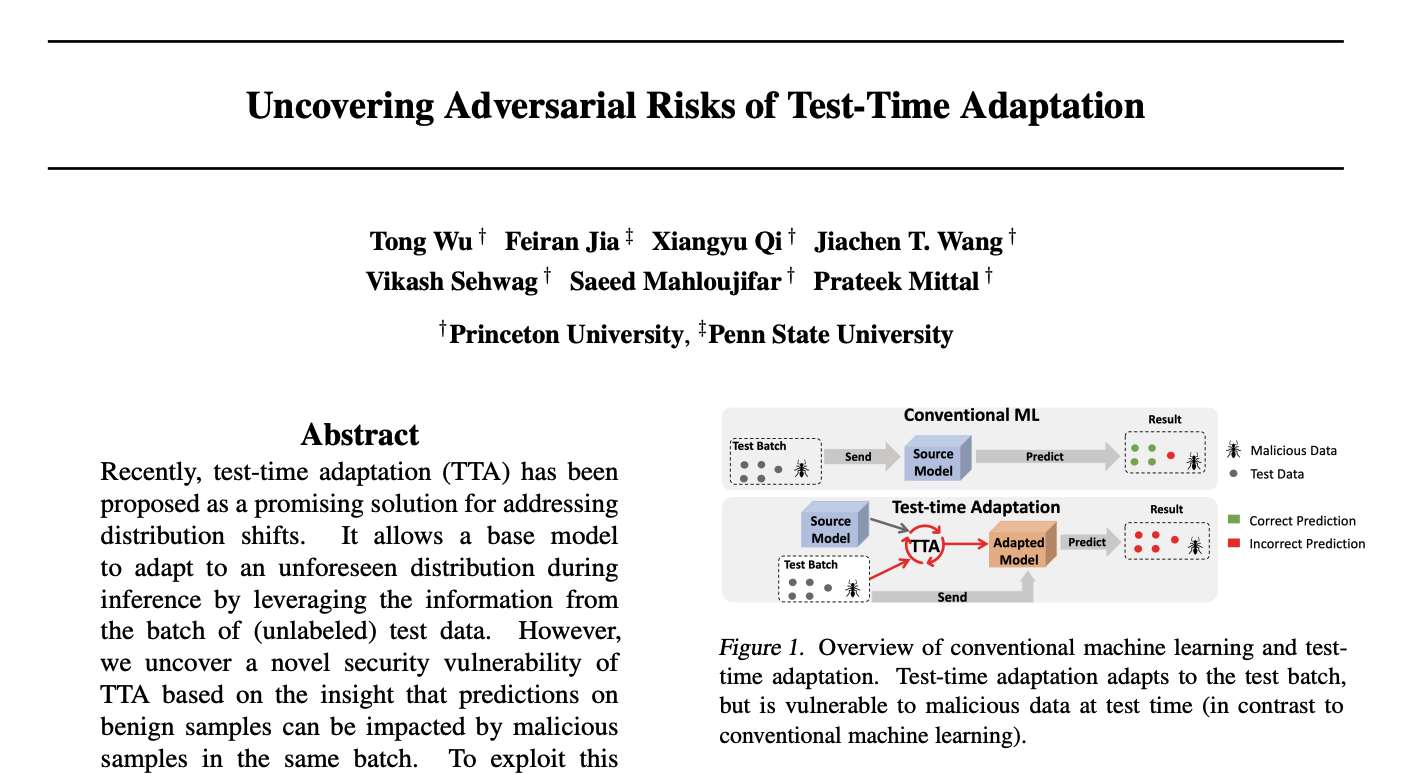 Uncovering Adversarial Risks of Test-Time Adaptation
Tong Wu † Feiran Jia ‡ Xiangyu Qi † Jiachen T. Wang †
Vikash Sehwag † Saeed Mahloujifar † Prateek Mittal †
†Princeton University, ‡Penn State University
Abstract
Recently, test-time adaptation (TTA) has been
proposed as a promising solution for addressing
distribution shifts. It allows a base model
to adapt to an unforeseen distribution during
inference by leveraging the information from
the batch of (unlabeled) test data. However,
we uncover a novel security vulnerability of
TTA based on the insight that predictions on
benign samples can be impacted by malicious
samples in the same batch. To exploit this
Conventional ML
Test Batch
Send
Source
Model
Predict
Result
Malicious Data
Test Data
Test-time Adaptation
Source
Model
Test Batch
TTA
Send
Adapted
Model
Predict
Result
Correct Prediction
Incorrect Prediction
Figure 1. Overview of conventional machine learning and test-
time adaptation. Test-time adaptation adapts to the test batch,
but is vulnerable to malicious data at test time (in contrast to
conventional machine learning).